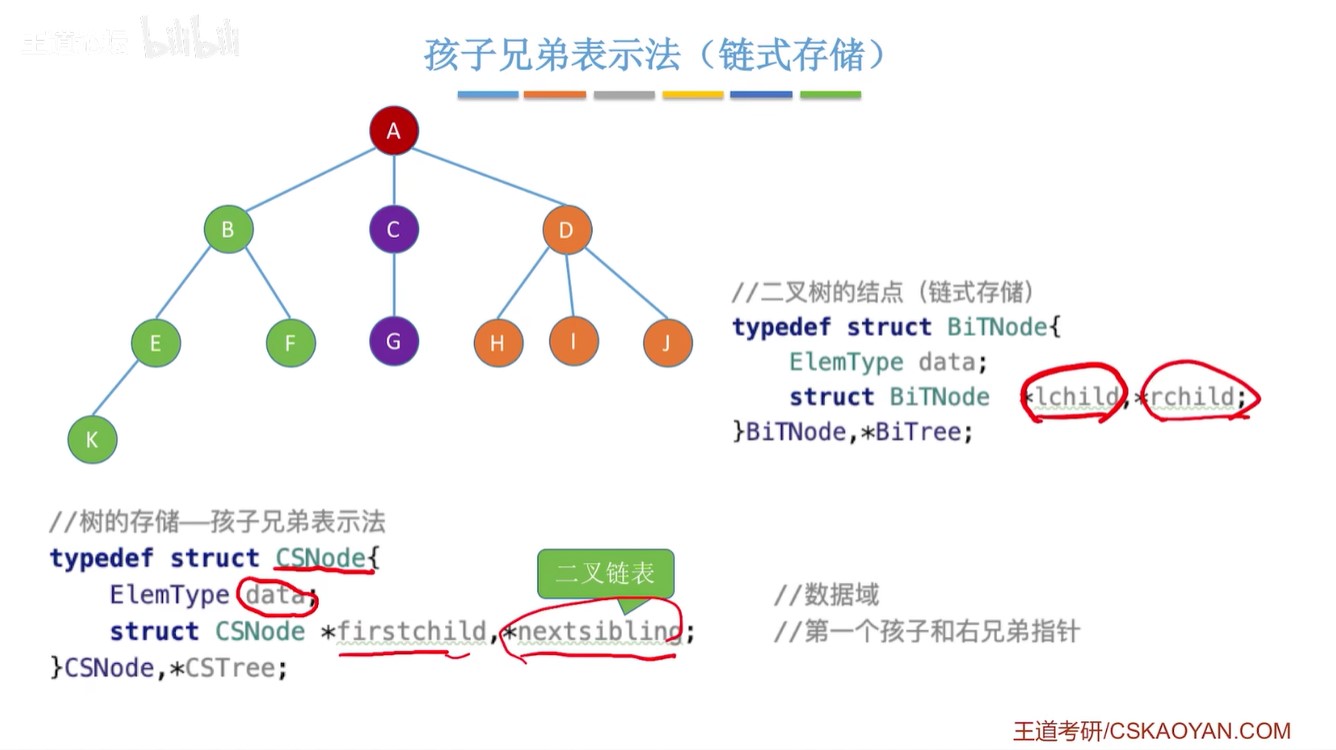 王道论坛 bilibili
孩子兄弟表示法（链式存储）
A
B C D
E F G H I J
K
//二叉树的结点（链式存储）
typedef struct BiTNode{
ElemType data;
struct BiTNode *lchild,*rchild;
}BiTNode,*BiTree;
//树的存储——孩子兄弟表示法
typedef struct CSNode{
二叉链表
ElemType data; //数据域
struct CSNode *firstchild,*nextsibling; //第一个孩子和右兄弟指针
}CSNode,*CSTree;
王道考研/CSKAOYAN.COM